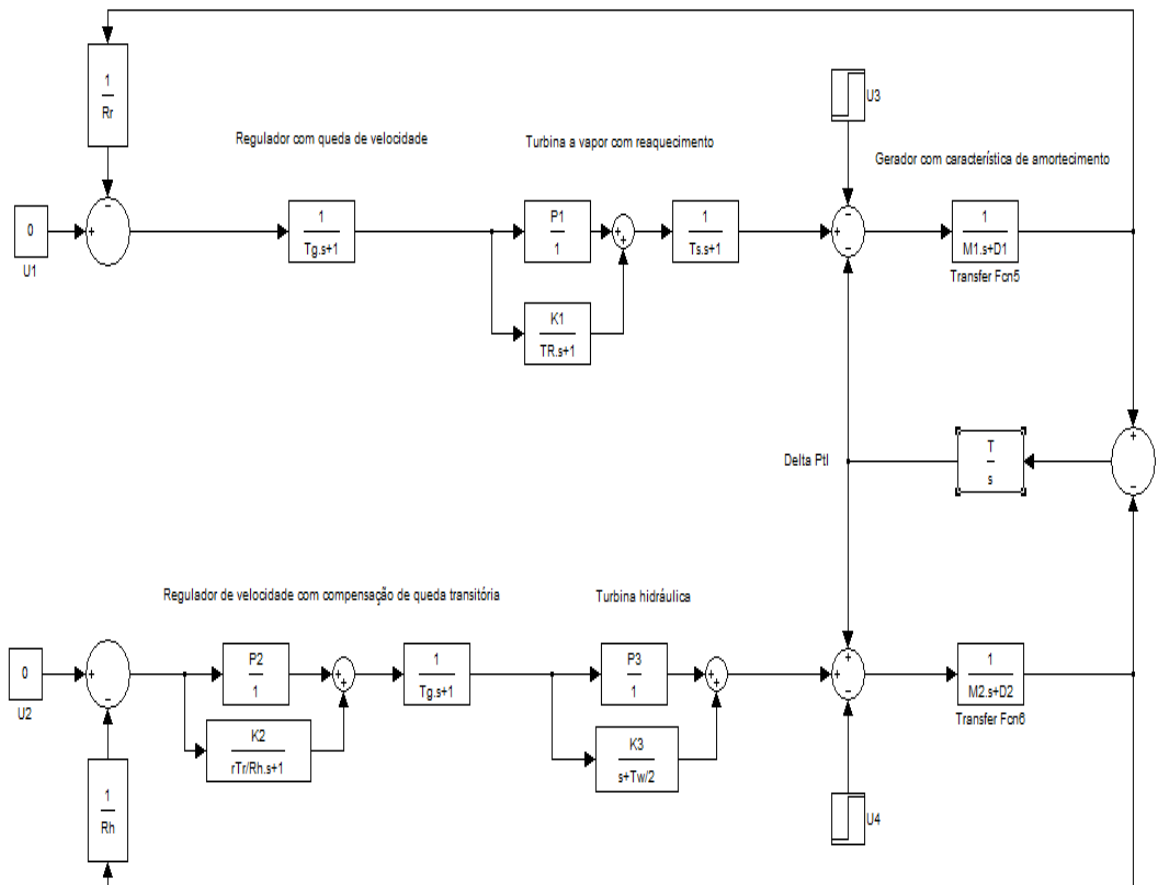 1
Rr
U3
Regulador com queda de velocidade
Turbina a vapor com reaquecimento
Gerador com característica de amortecimento
0
U1
1
Tg.s+1
P1
1
1
Ts.s+1
1
M1.s+D1
Transfer Fcn5
K1
TR.s+1
Delta Ptl
T
s
Regulador de velocidade com compensação de queda transitória
Turbina hidráulica
0
U2
P2
1
1
Tg.s+1
P3
1
1
M2.s+D2
Transfer Fcn6
K2
rTr/Rh.s+1
K3
s+Tw/2
1
Rh
U4